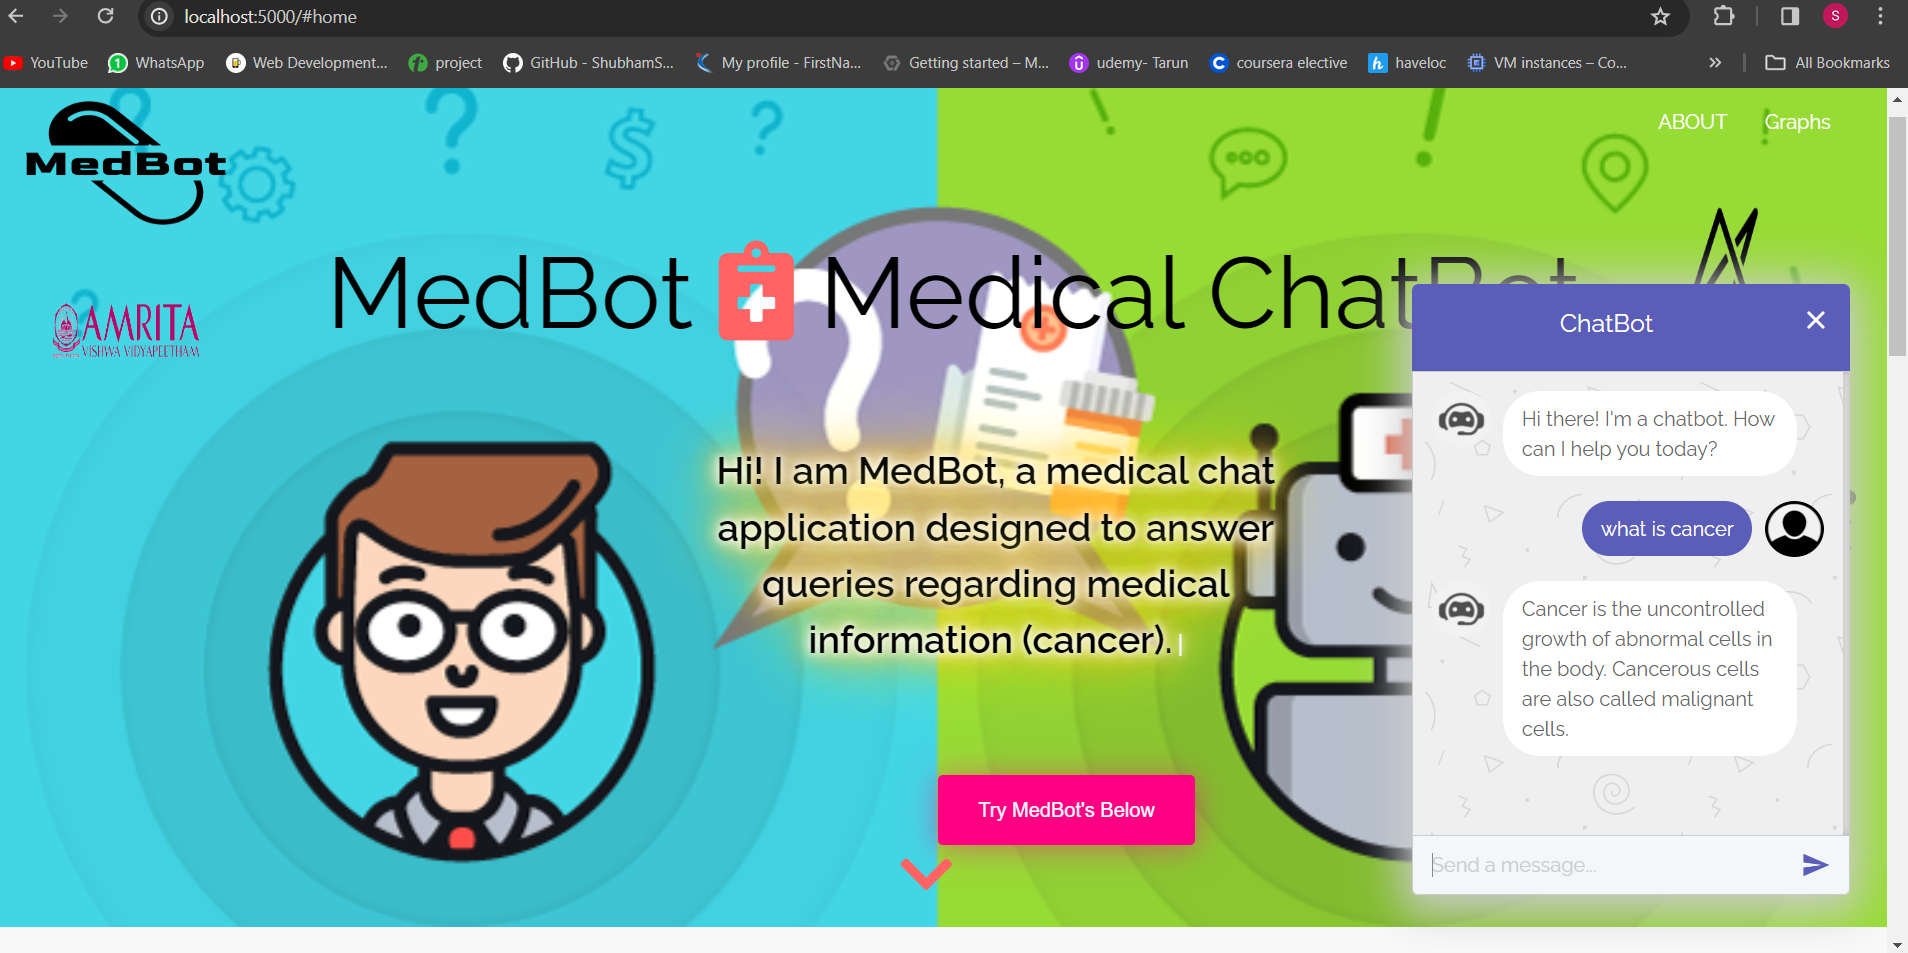 localhost:5000/#home
S
YouTube
1
WhatsApp
Web Development...
project
GitHub - ShubhamS...
My profile - FirstNa...
Getting started – M...
udemy- Tarun
coursera elective
haveloc
VM instances – Co...
»
All Bookmarks
MedBot
ABOUT
Graphs
AMRITA
VISHWA VIDYAPEETHAM
MedBot Medical ChatBot
Hi! I am MedBot, a medical chat
application designed to answer
queries regarding medical
information (cancer).
Try MedBot's Below
ChatBot
Hi there! I'm a chatbot. How
can I help you today?
what is cancer
Cancer is the uncontrolled
growth of abnormal cells in
the body. Cancerous cells
are also called malignant
cells.
Send a message...